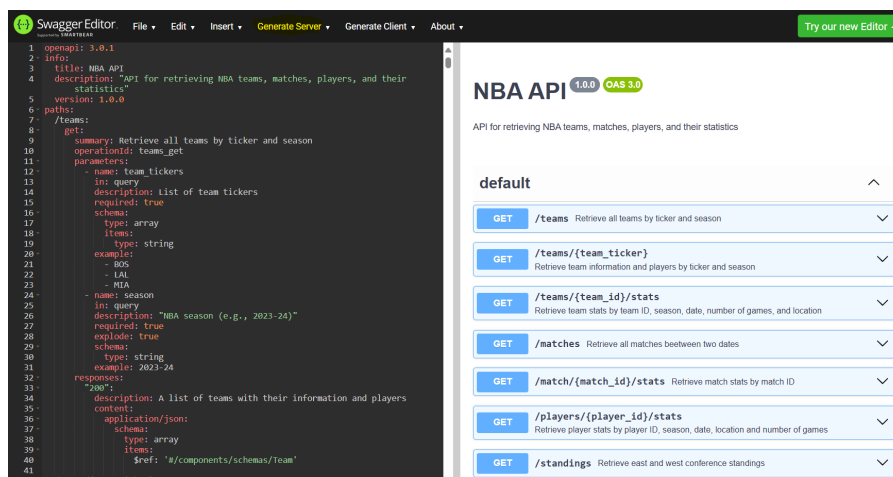 Swagger Editor.
Supported by SMARTBEAR
File Edit Insert Generate Server Generate Client About
Try our new Editor
1 openapi: 3.0.1
2 info:
3 title: NBA API
4 description: "API for retrieving NBA teams, matches, players, and their
statistics"
5 version: 1.0.0
6 paths:
7 /teams:
8 get:
9 summary: Retrieve all teams by ticker and season
10 operationId: teams_get
11 parameters:
12 - name: team_tickers
13 in: query
14 description: List of team tickers
15 required: true
16 schema:
17 type: array
18 items:
19 type: string
20 example:
21 - BOS
22 - LAL
23 - MIA
24 - name: season
25 in: query
26 description: "NBA season (e.g., 2023-24)"
27 required: true
28 explode: true
29 schema:
30 type: string
31 example: 2023-24
32 responses:
33 "200":
34 description: A list of teams with their information and players
35 content:
36 application/json:
37 schema:
38 type: array
39 items:
40 $ref: '#/components/schemas/Team'
41
NBA API 1.0.0 OAS 3.0
API for retrieving NBA teams, matches, players, and their statistics
default
GET /teams Retrieve all teams by ticker and season
GET /teams/{team_ticker}
Retrieve team information and players by ticker and season
GET /teams/{team_id}/stats
Retrieve team stats by team ID, season, date, number of games, and location
GET /matches Retrieve all matches beetween two dates
GET /match/{match_id}/stats Retrieve match stats by match ID
GET /players/{player_id}/stats
Retrieve player stats by player ID, season, date, location and number of games
GET /standings Retrieve east and west conference standings